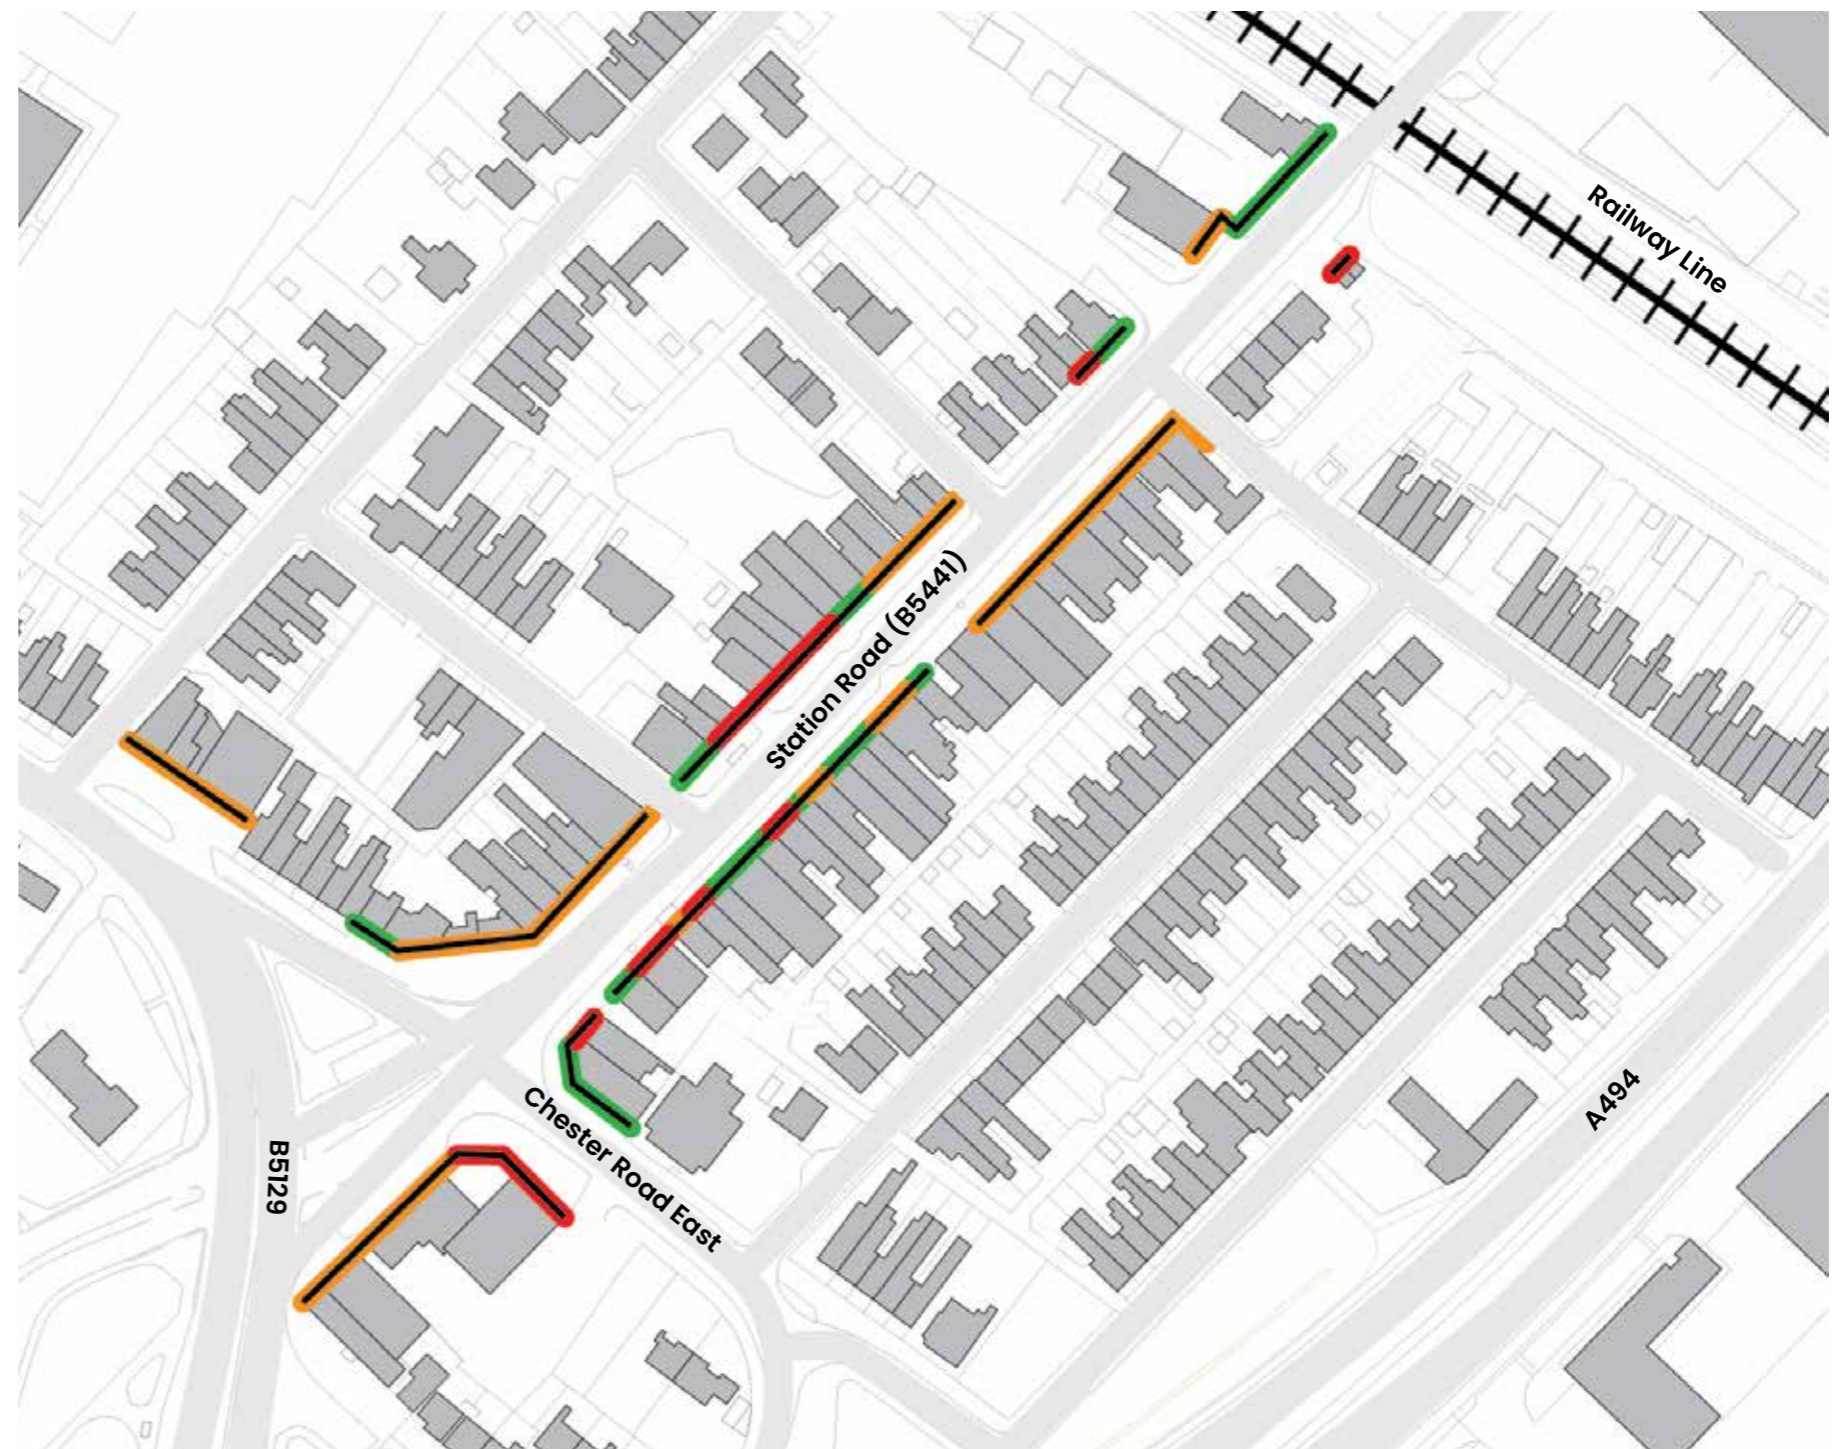 Railway Line
Station Road (B5441)
A494
Chester Road East
B5129